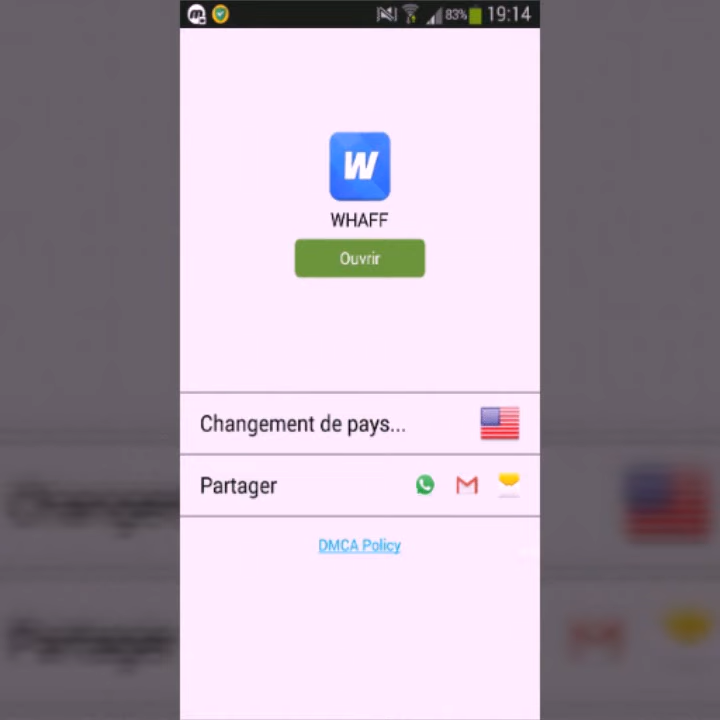 83% 19:14
W
WHAFF
Ouvrir
Changement de pays...
Partager
DMCA Policy